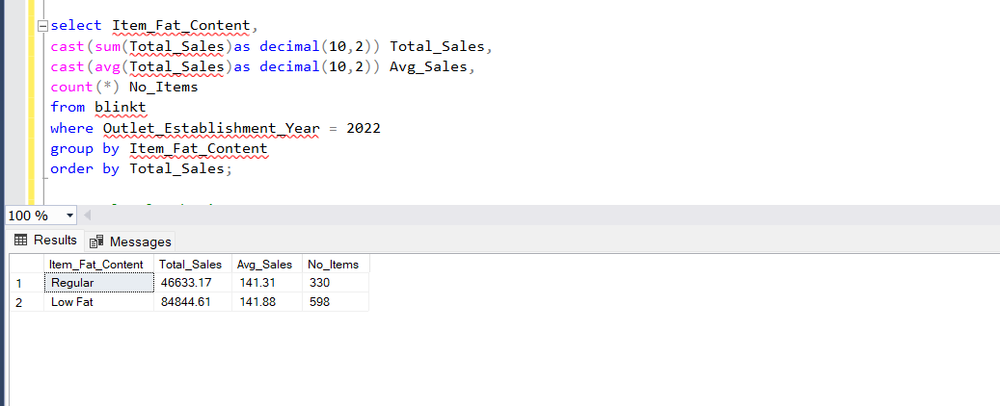 select Item_Fat_Content,
cast(sum(Total_Sales)as decimal(10,2)) Total_Sales,
cast(avg(Total_Sales)as decimal(10,2)) Avg_Sales,
count(*) No_Items
from blinkt
where Outlet_Establishment_Year = 2022
group by Item_Fat_Content
order by Total_Sales;
100 %
Results Messages
Item_Fat_Content Total_Sales Avg_Sales No_Items
1 Regular 46633.17 141.31 330
2 Low Fat 84844.61 141.88 598